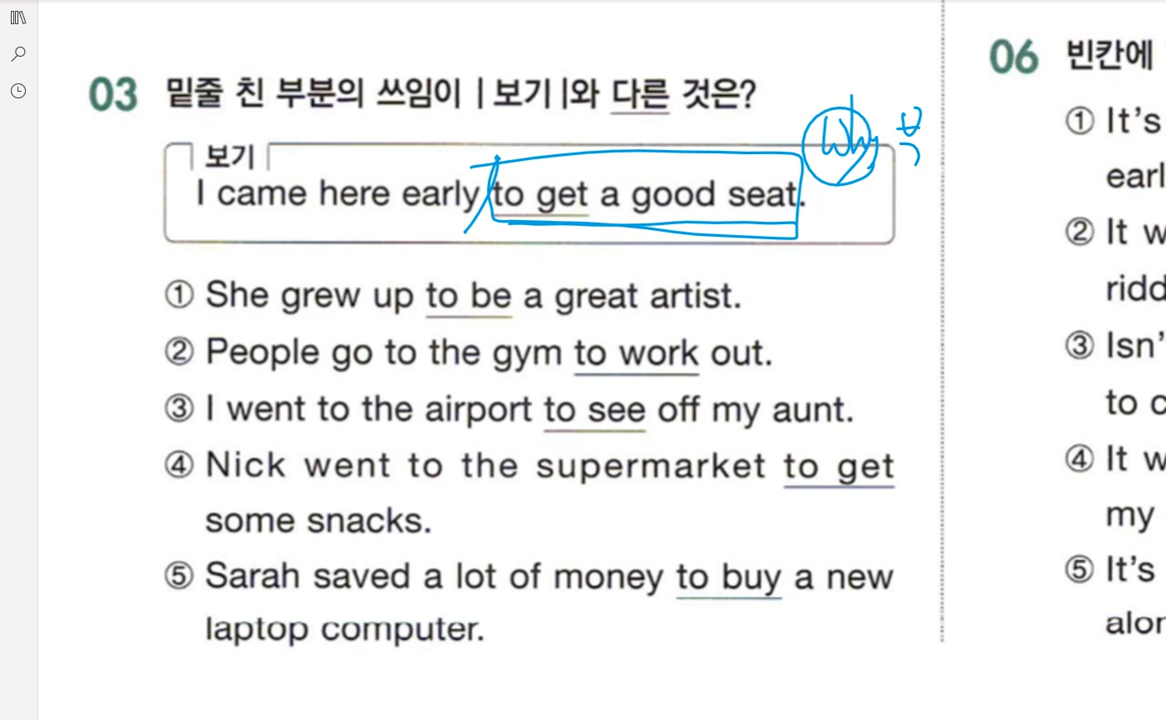 03 밑줄 친 부분의 쓰임이 | 보기 |와 다른 것은?
보기
Why 부
I came here early to get a good seat.
① She grew up to be a great artist.
② People go to the gym to work out.
③ I went to the airport to see off my aunt.
④ Nick went to the supermarket to get
some snacks.
⑤ Sarah saved a lot of money to buy a new
laptop computer.
06 빈칸에
① It's
earl
② It w
ridd
③ Isn'
to c
④ It w
my
⑤ It's
alor